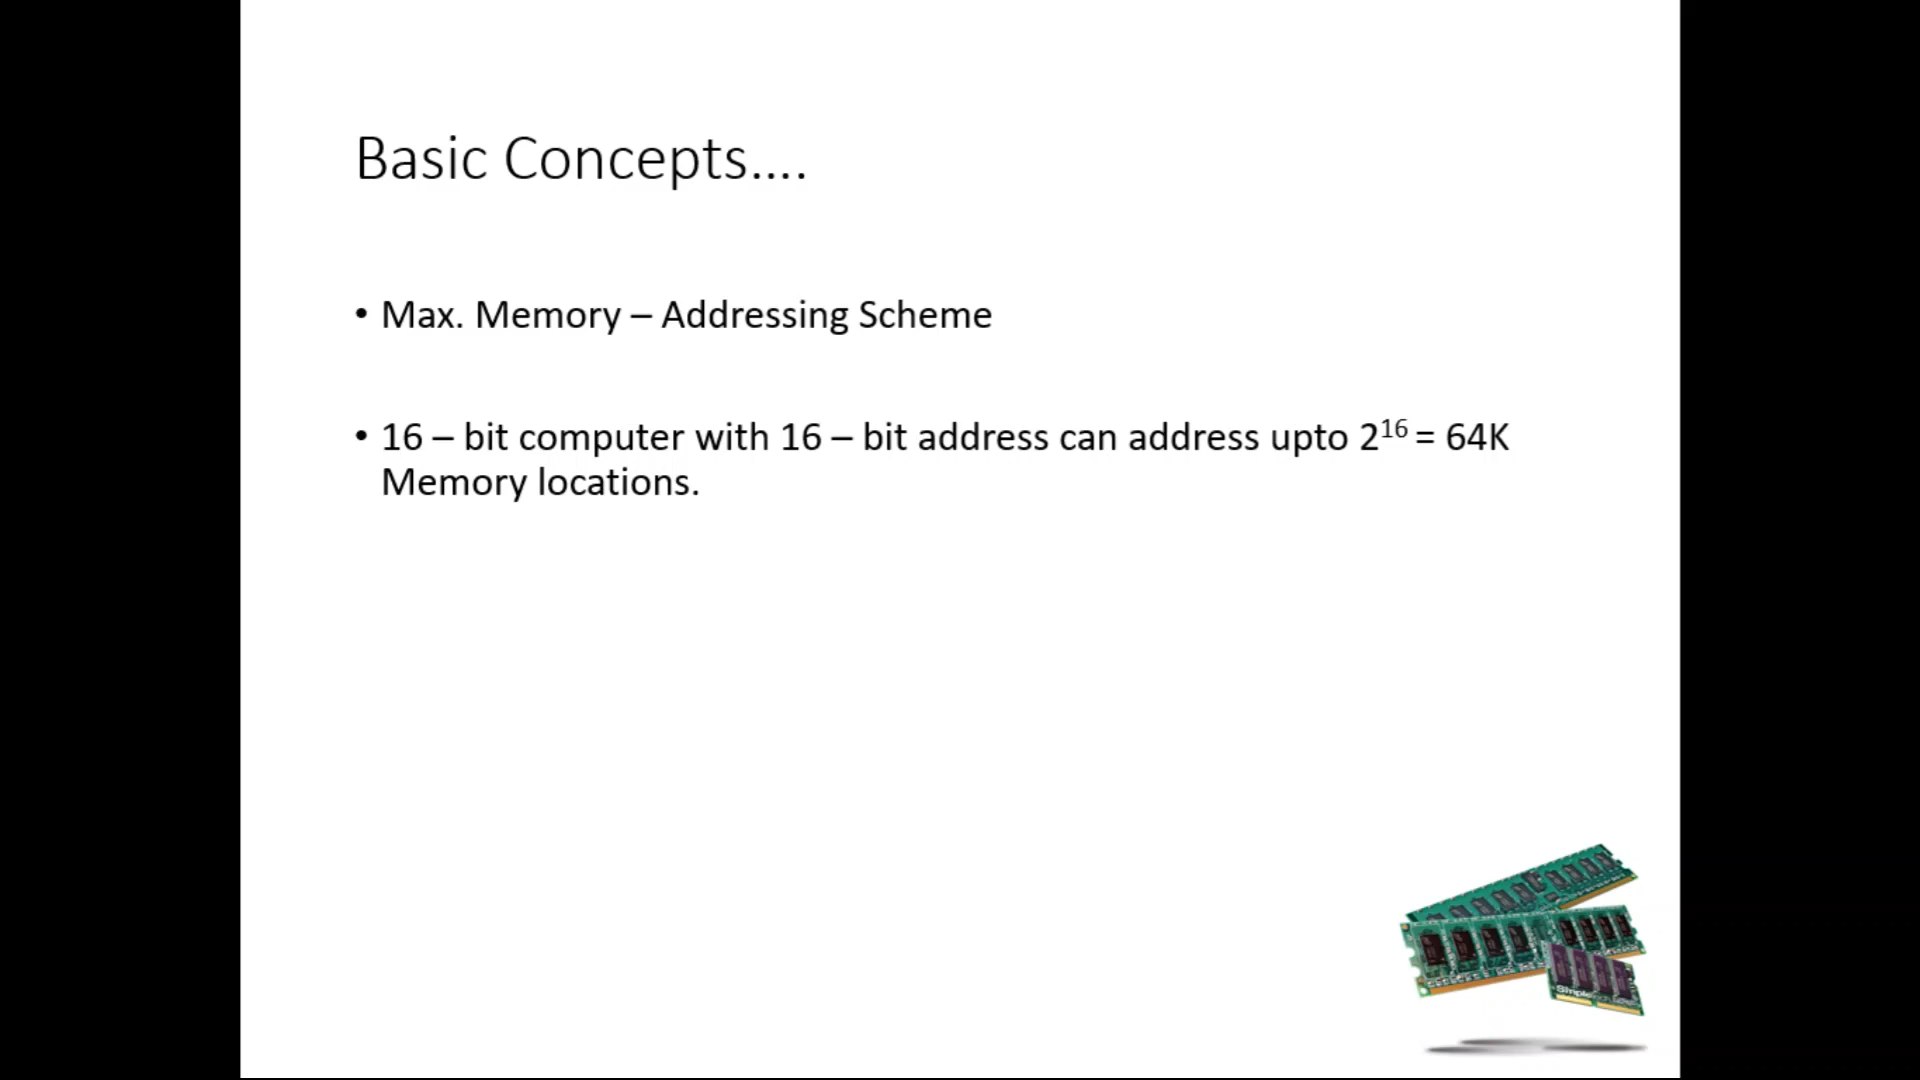 Basic Concepts....
• Max. Memory – Addressing Scheme
• 16 – bit computer with 16 – bit address can address upto 2¹⁶ = 64K
Memory locations.